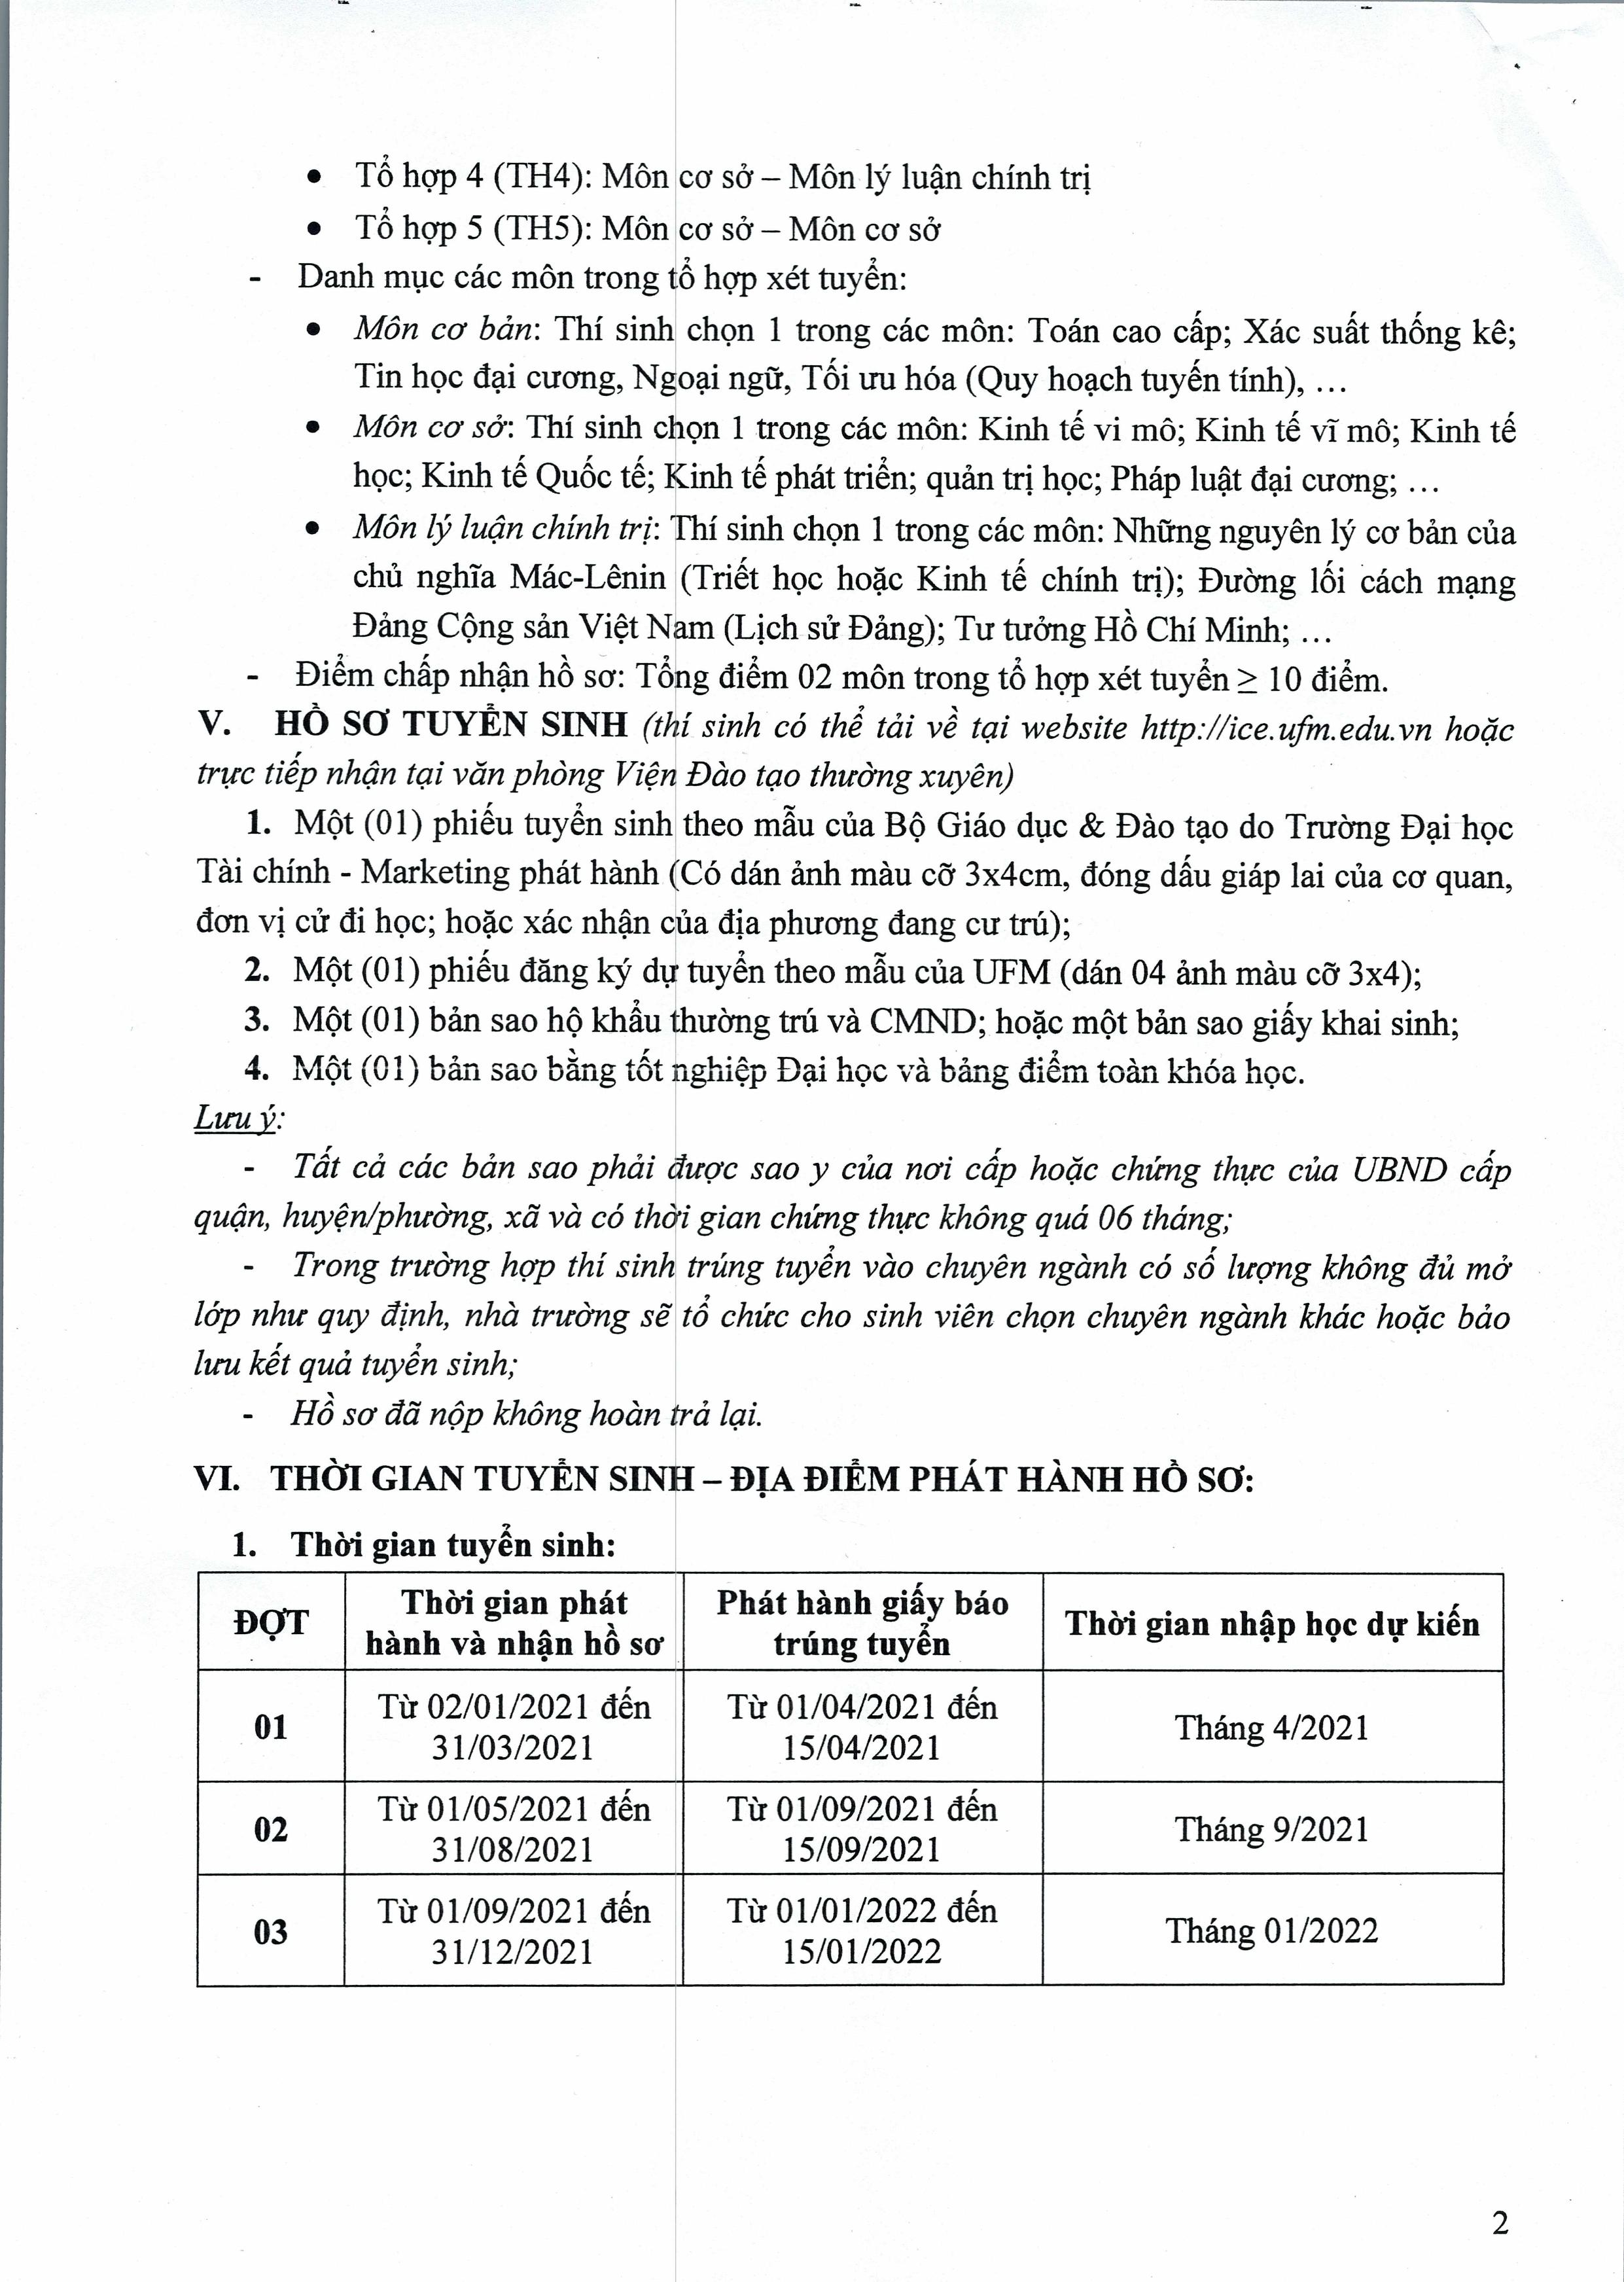 • Tổ hợp 4 (TH4): Môn cơ sở – Môn lý luận chính trị
• Tổ hợp 5 (TH5): Môn cơ sở – Môn cơ sở
- Danh mục các môn trong tổ hợp xét tuyển:
• Môn cơ bản: Thí sinh chọn 1 trong các môn: Toán cao cấp; Xác suất thống kê;
Tin học đại cương, Ngoại ngữ, Tối ưu hóa (Quy hoạch tuyến tính), …
• Môn cơ sở: Thí sinh chọn 1 trong các môn: Kinh tế vi mô; Kinh tế vĩ mô; Kinh tế
học; Kinh tế Quốc tế; Kinh tế phát triển; quản trị học; Pháp luật đại cương; …
• Môn lý luận chính trị: Thí sinh chọn 1 trong các môn: Những nguyên lý cơ bản của
chủ nghĩa Mác-Lênin (Triết học hoặc Kinh tế chính trị); Đường lối cách mạng
Đảng Cộng sản Việt Nam (Lịch sử Đảng); Tư tưởng Hồ Chí Minh; …
- Điểm chấp nhận hồ sơ: Tổng điểm 02 môn trong tổ hợp xét tuyển ≥ 10 điểm.
V. HỒ SƠ TUYỂN SINH (thí sinh có thể tải về tại website http://ice.ufm.edu.vn hoặc
trực tiếp nhận tại văn phòng Viện Đào tạo thường xuyên)
1. Một (01) phiếu tuyển sinh theo mẫu của Bộ Giáo dục & Đào tạo do Trường Đại học
Tài chính - Marketing phát hành (Có dán ảnh màu cỡ 3x4cm, đóng dấu giáp lai của cơ quan,
đơn vị cử đi học; hoặc xác nhận của địa phương đang cư trú);
2. Một (01) phiếu đăng ký dự tuyển theo mẫu của UFM (dán 04 ảnh màu cỡ 3x4);
3. Một (01) bản sao hộ khẩu thường trú và CMND; hoặc một bản sao giấy khai sinh;
4. Một (01) bản sao bằng tốt nghiệp Đại học và bảng điểm toàn khóa học.
Lưu ý:
- Tất cả các bản sao phải được sao y của nơi cấp hoặc chứng thực của UBND cấp
quận, huyện/phường, xã và có thời gian chứng thực không quá 06 tháng;
- Trong trường hợp thí sinh trúng tuyển vào chuyên ngành có số lượng không đủ mở
lớp như quy định, nhà trường sẽ tổ chức cho sinh viên chọn chuyên ngành khác hoặc bảo
lưu kết quả tuyển sinh;
- Hồ sơ đã nộp không hoàn trả lại.
VI. THỜI GIAN TUYỂN SINH – ĐỊA ĐIỂM PHÁT HÀNH HỒ SƠ:
1. Thời gian tuyển sinh:
ĐỢT
Thời gian phát
hành và nhận hồ sơ
Phát hành giấy báo
trúng tuyển
Thời gian nhập học dự kiến
01
Từ 02/01/2021 đến
31/03/2021
Từ 01/04/2021 đến
15/04/2021
Tháng 4/2021
02
Từ 01/05/2021 đến
31/08/2021
Từ 01/09/2021 đến
15/09/2021
Tháng 9/2021
03
Từ 01/09/2021 đến
31/12/2021
Từ 01/01/2022 đến
15/01/2022
Tháng 01/2022
2